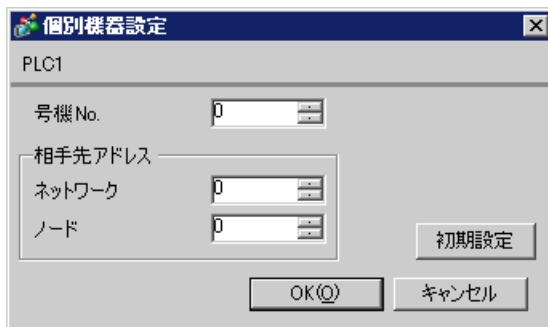 個別機器設定
PLC1
号機No. 0
相手先アドレス
ネットワーク 0
ノード 0
初期設定
OK(O) キャンセル